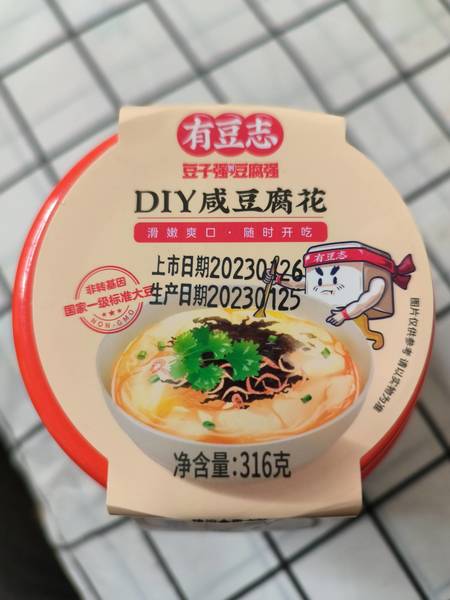 有豆志
豆子强 豆腐强
DIY咸豆腐花
滑嫩爽口·随时开吃
上市日期20230126
生产日期20230125
非转基因
国家一级标准大豆
NON-GMO
有豆志
图片仅供参考 请以实物为准
净含量:316克